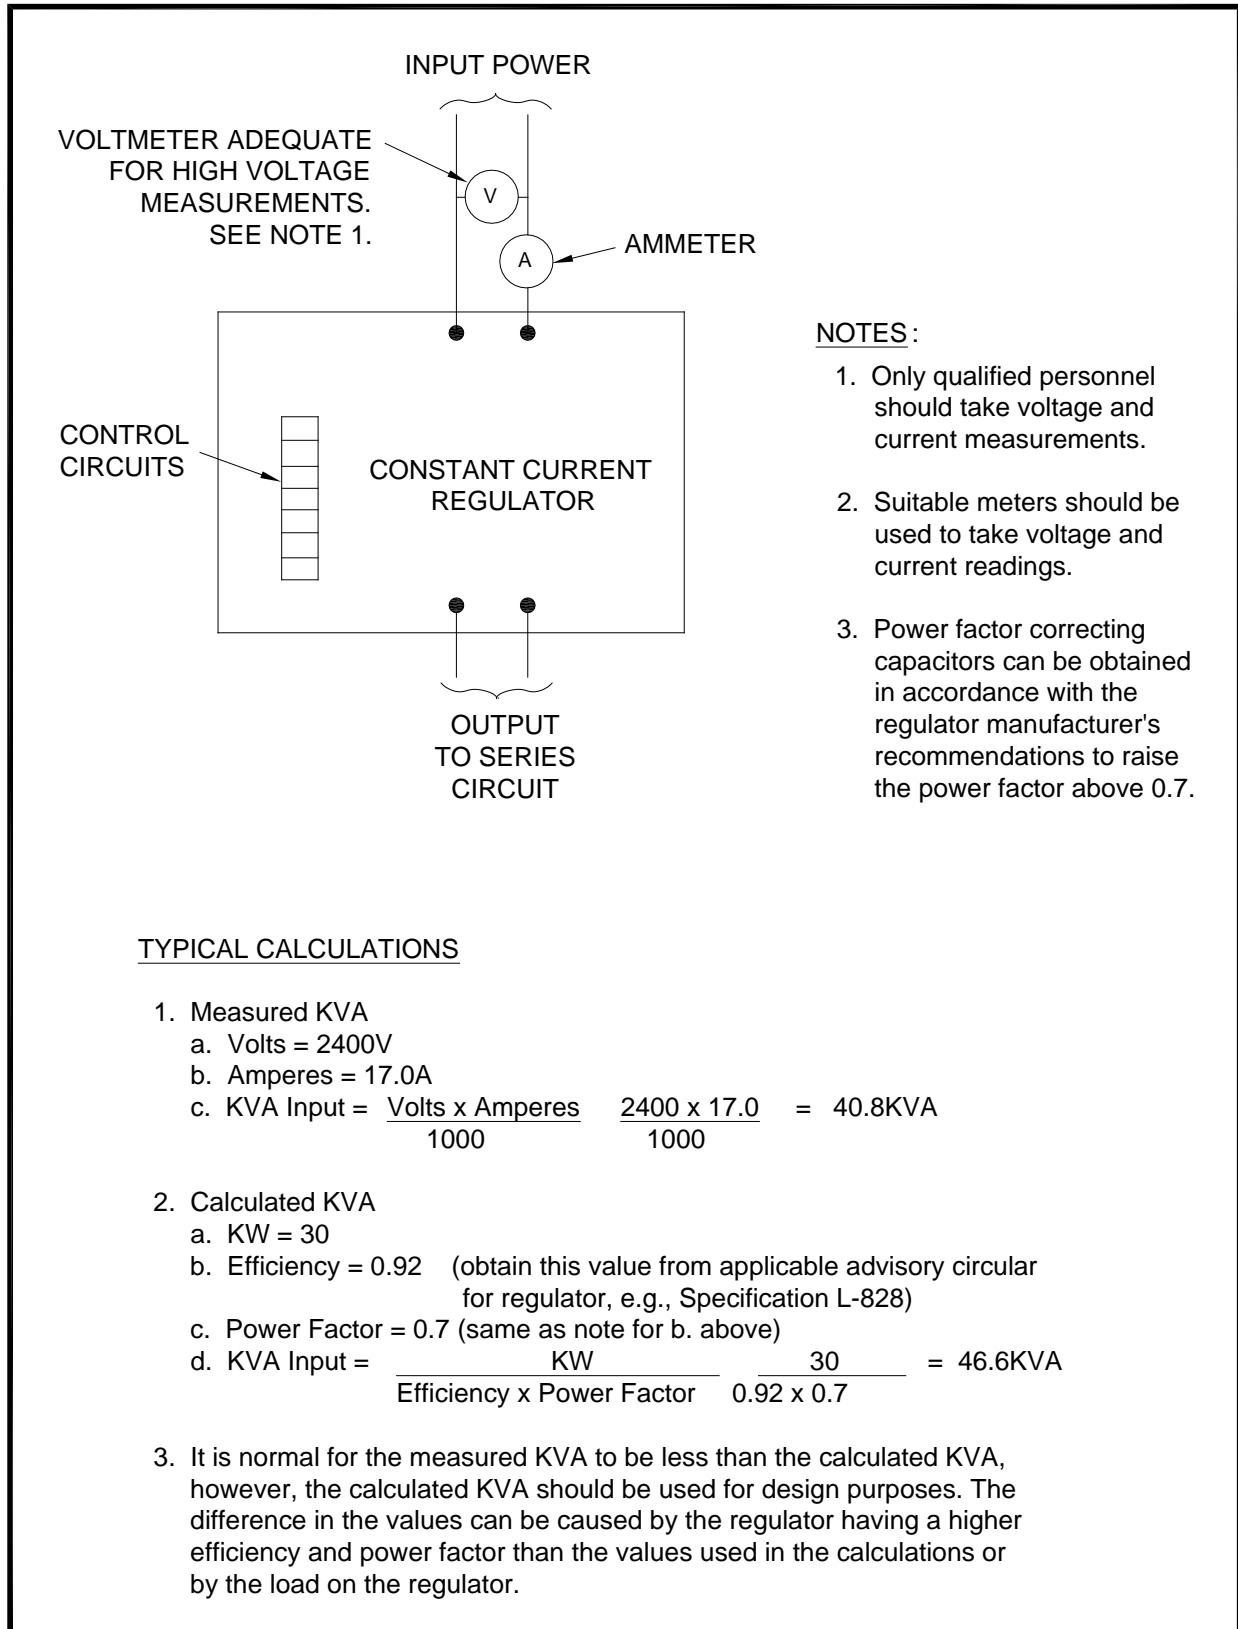 INPUT POWER
VOLTMETER ADEQUATE
FOR HIGH VOLTAGE
MEASUREMENTS.
SEE NOTE 1.
V
A
AMMETER
CONTROL
CIRCUITS
CONSTANT CURRENT
REGULATOR
OUTPUT
TO SERIES
CIRCUIT
NOTES:
1. Only qualified personnel
should take voltage and
current measurements.
2. Suitable meters should be
used to take voltage and
current readings.
3. Power factor correcting
capacitors can be obtained
in accordance with the
regulator manufacturer's
recommendations to raise
the power factor above 0.7.
TYPICAL CALCULATIONS
1. Measured KVA
a. Volts = 2400V
b. Amperes = 17.0A
c. KVA Input = Volts x Amperes 2400 x 17.0 = 40.8KVA
1000 1000
2. Calculated KVA
a. KW = 30
b. Efficiency = 0.92 (obtain this value from applicable advisory circular
for regulator, e.g., Specification L-828)
c. Power Factor = 0.7 (same as note for b. above)
d. KVA Input = KW 30 = 46.6KVA
Efficiency x Power Factor 0.92 x 0.7
3. It is normal for the measured KVA to be less than the calculated KVA,
however, the calculated KVA should be used for design purposes. The
difference in the values can be caused by the regulator having a higher
efficiency and power factor than the values used in the calculations or
by the load on the regulator.